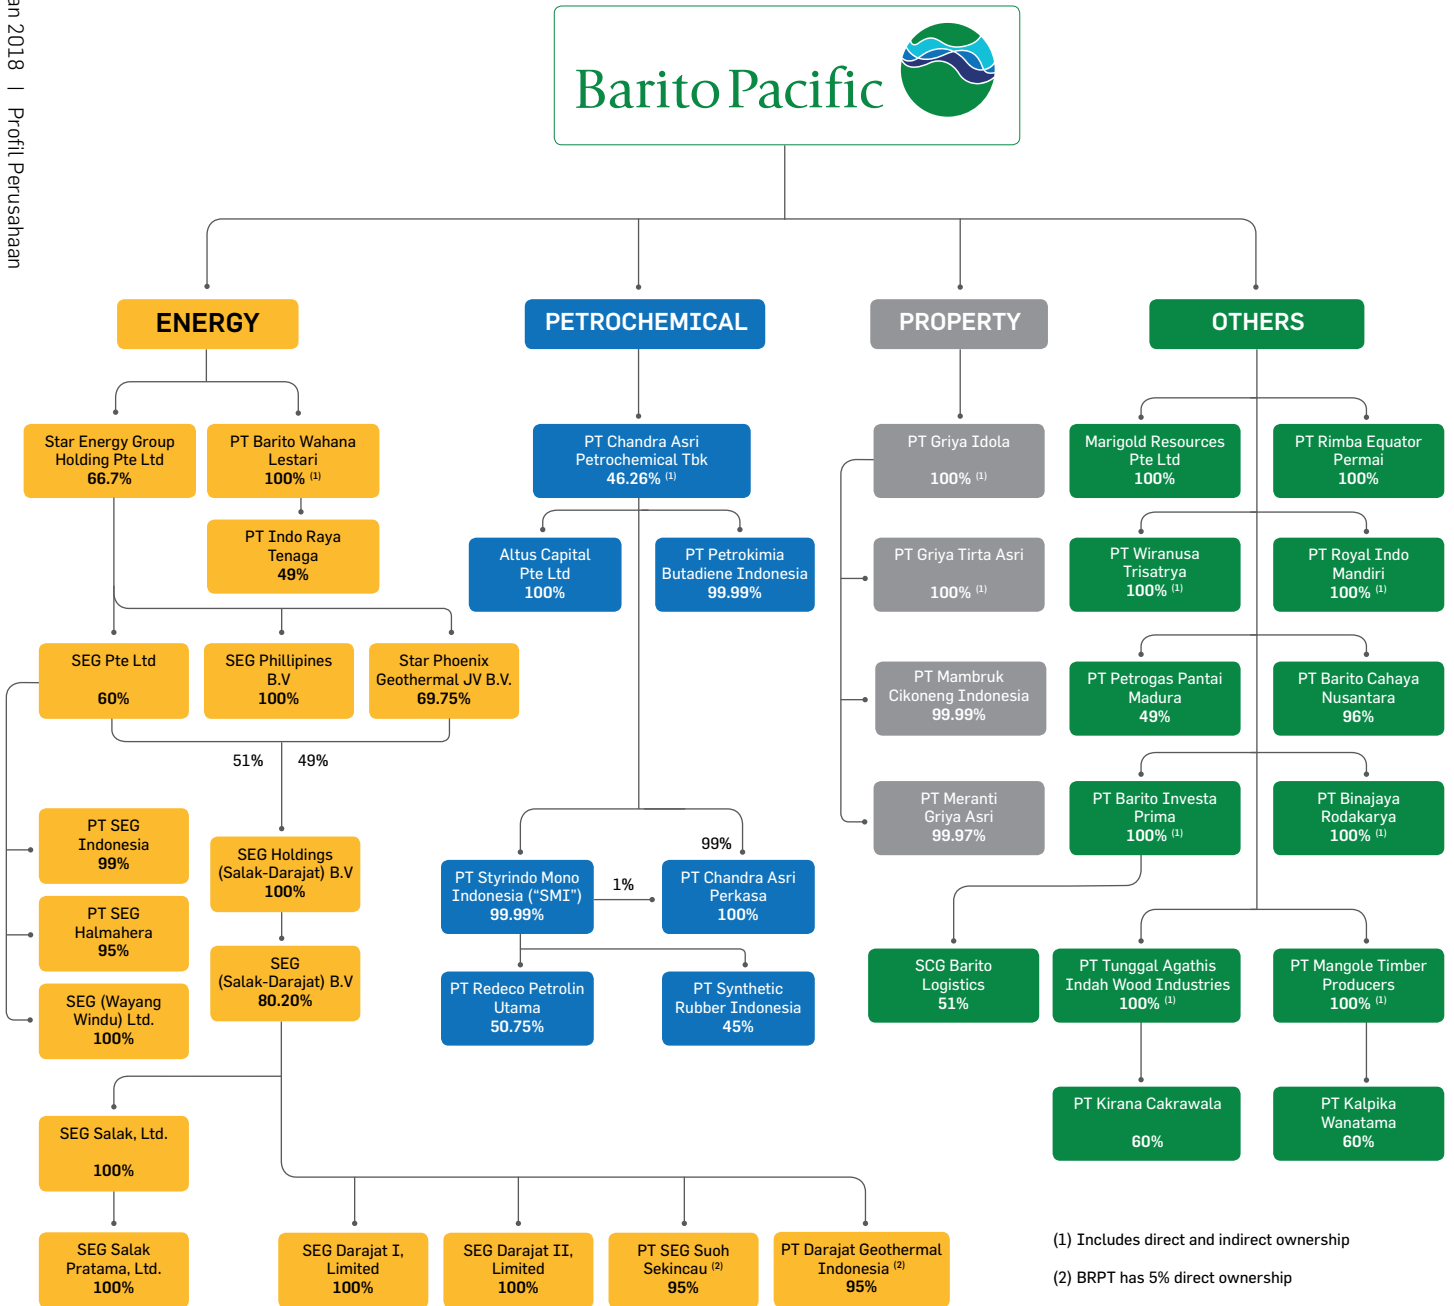 an 2018 | Profil Perusahaan
Barito Pacific
ENERGY
PETROCHEMICAL
PROPERTY
OTHERS
Star Energy Group
Holding Pte Ltd
66.7%
PT Barito Wahana
Lestari
100% (1)
PT Indo Raya
Tenaga
49%
SEG Pte Ltd
60%
SEG Phillipines
B.V
100%
Star Phoenix
Geothermal JV B.V.
69.75%
51%
49%
PT SEG
Indonesia
99%
PT SEG
Halmahera
95%
SEG (Wayang
Windu) Ltd.
100%
SEG Holdings
(Salak-Darajat) B.V
100%
SEG
(Salak-Darajat) B.V
80.20%
SEG Salak, Ltd.
100%
SEG Salak
Pratama, Ltd.
100%
SEG Darajat I,
Limited
100%
SEG Darajat II,
Limited
100%
PT SEG Suoh
Sekincau (2)
95%
PT Darajat Geothermal
Indonesia (2)
95%
PT Chandra Asri
Petrochemical Tbk
46.26% (1)
Altus Capital
Pte Ltd
100%
PT Petrokimia
Butadiene Indonesia
99.99%
PT Styrindo Mono
Indonesia (“SMI”)
99.99%
1%
99%
PT Chandra Asri
Perkasa
100%
PT Redeco Petrolin
Utama
50.75%
PT Synthetic
Rubber Indonesia
45%
PT Griya Idola
100% (1)
PT Griya Tirta Asri
100% (1)
PT Mambruk
Cikoneng Indonesia
99.99%
PT Meranti
Griya Asri
99.97%
Marigold Resources
Pte Ltd
100%
PT Rimba Equator
Permai
100%
PT Wiranusa
Trisatrya
100% (1)
PT Royal Indo
Mandiri
100% (1)
PT Petrogas Pantai
Madura
49%
PT Barito Cahaya
Nusantara
96%
PT Barito Investa
Prima
100% (1)
PT Binajaya
Rodakarya
100% (1)
SCG Barito
Logistics
51%
PT Tunggal Agathis
Indah Wood Industries
100% (1)
PT Mangole Timber
Producers
100% (1)
PT Kirana Cakrawala
60%
PT Kalpika
Wanatama
60%
(1) Includes direct and indirect ownership
(2) BRPT has 5% direct ownership